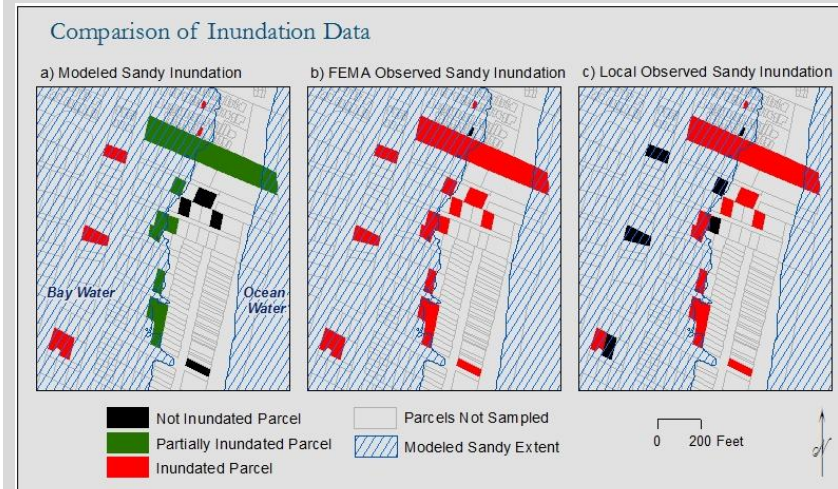 Comparison of Inundation Data
a) Modeled Sandy Inundation
b) FEMA Observed Sandy Inundation
c) Local Observed Sandy Inundation
Bay Water
Ocean
Water
Not Inundated Parcel
Partially Inundated Parcel
Inundated Parcel
Parcels Not Sampled
Modeled Sandy Extent
0 200 Feet
N